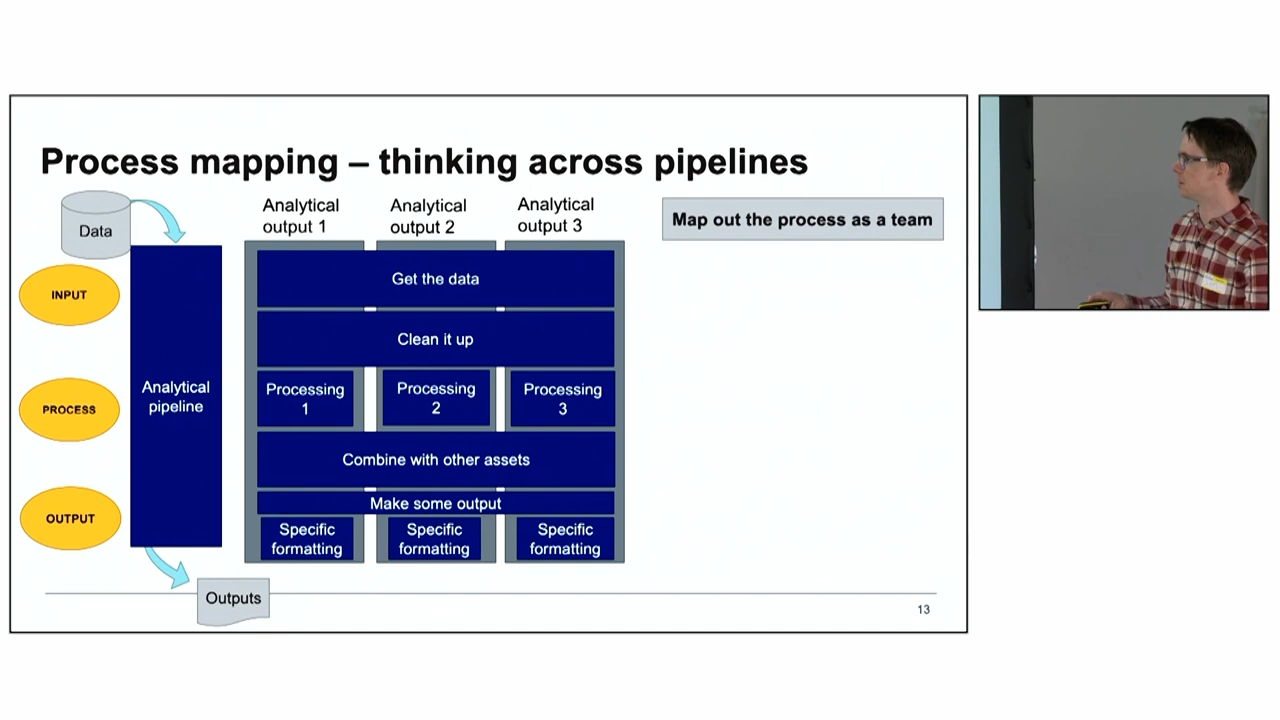 Process mapping – thinking across pipelines
Data
INPUT
PROCESS
OUTPUT
Analytical
pipeline
Outputs
Analytical
output 1
Analytical
output 2
Analytical
output 3
Get the data
Clean it up
Processing
1
Processing
2
Processing
3
Combine with other assets
Make some output
Specific
formatting
Specific
formatting
Specific
formatting
Map out the process as a team
13